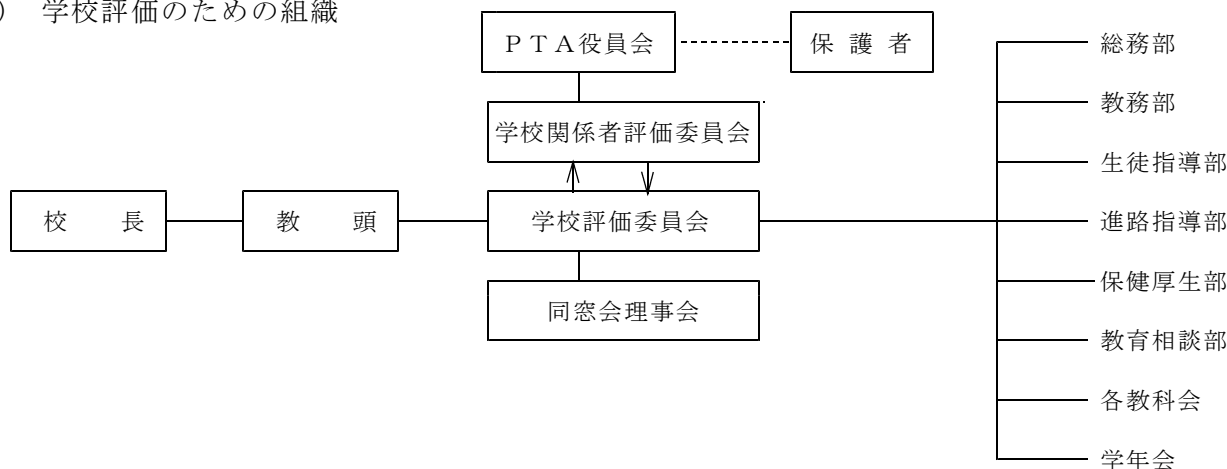 ) 学校評価のための組織
ＰＴＡ役員会
保護者
学校関係者評価委員会
校長
教頭
学校評価委員会
同窓会理事会
総務部
教務部
生徒指導部
進路指導部
保健厚生部
教育相談部
各教科会
学年会